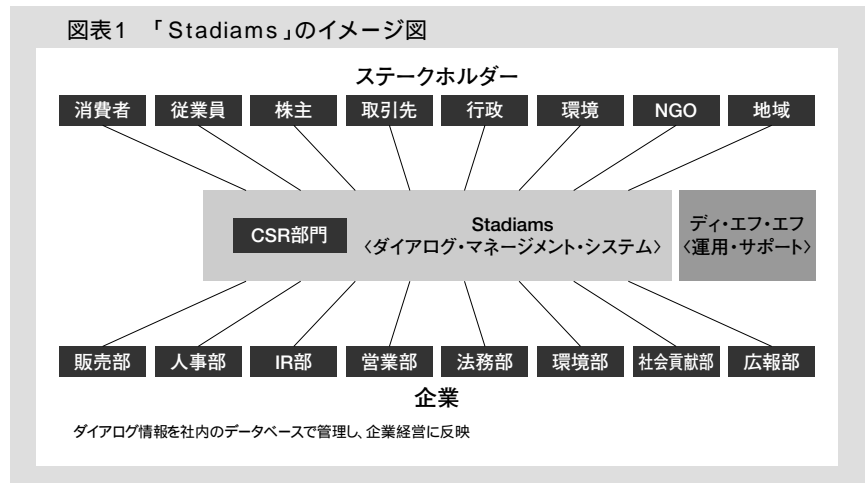 図表1 「Stadiams」のイメージ図
ステークホルダー
消費者 従業員 株主 取引先 行政 環境 NGO 地域
CSR部門
Stadiams
〈ダイアログ・マネージメント・システム〉
ディ・エフ・エフ
〈運用・サポート〉
販売部 人事部 IR部 営業部 法務部 環境部 社会貢献部 広報部
企業
ダイアログ情報を社内のデータベースで管理し、企業経営に反映